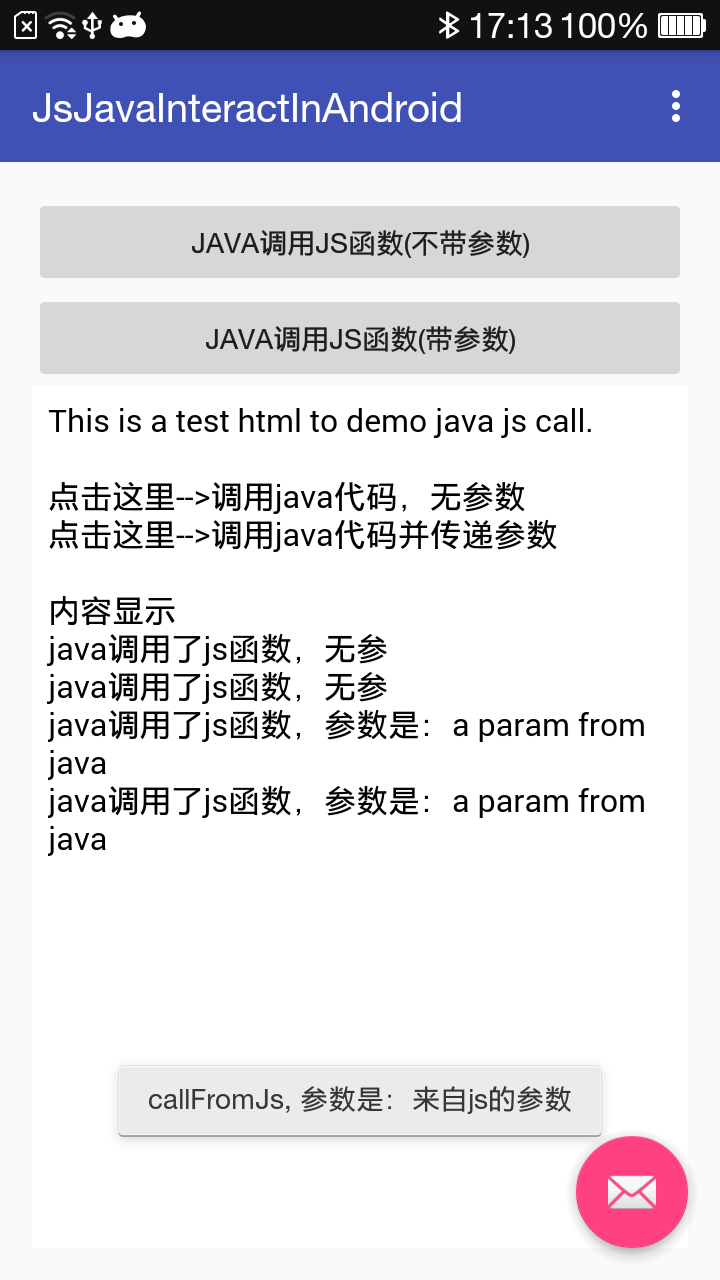 17:13 100%
JsJavaInteractInAndroid
JAVA调用JS函数(不带参数)
JAVA调用JS函数(带参数)
This is a test html to demo java js call.
点击这里-->调用java代码，无参数
点击这里-->调用java代码并传递参数
内容显示
java调用了js函数，无参
java调用了js函数，无参
java调用了js函数，参数是：a param from
java
java调用了js函数，参数是：a param from
java
callFromJs, 参数是：来自js的参数